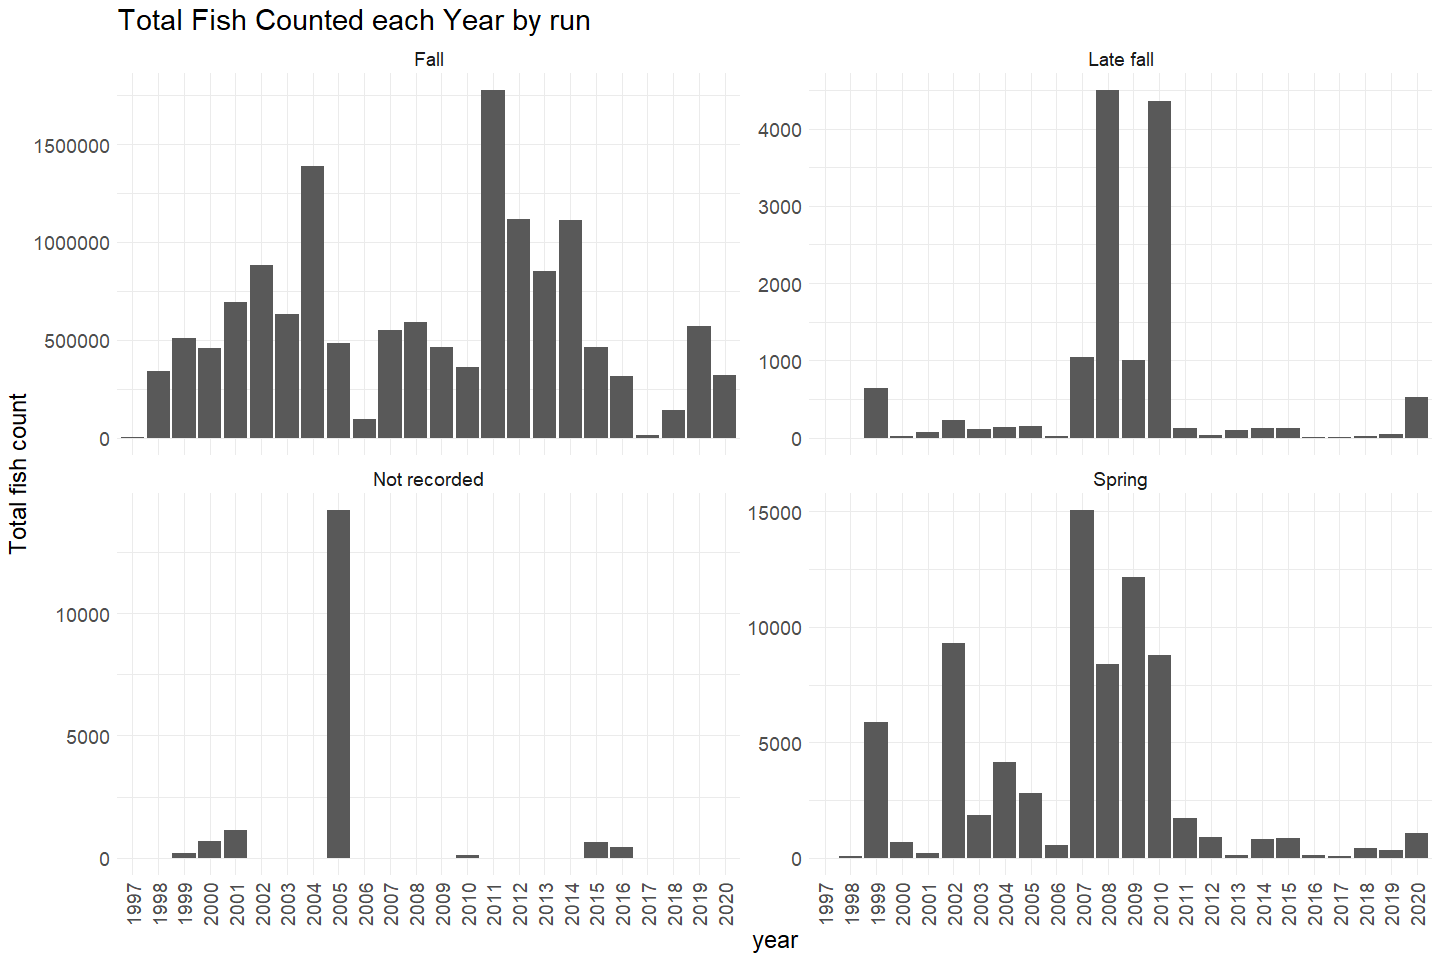 Total Fish Counted each Year by run
Fall
Late fall
1500000
1000000
500000
0
4000
3000
2000
1000
0
Total fish count
Not recorded
Spring
10000
5000
0
15000
10000
5000
0
1997 1998 1999 2000 2001 2002 2003 2004 2005 2006 2007 2008 2009 2010 2011 2012 2013 2014 2015 2016 2017 2018 2019 2020
1997 1998 1999 2000 2001 2002 2003 2004 2005 2006 2007 2008 2009 2010 2011 2012 2013 2014 2015 2016 2017 2018 2019 2020
year